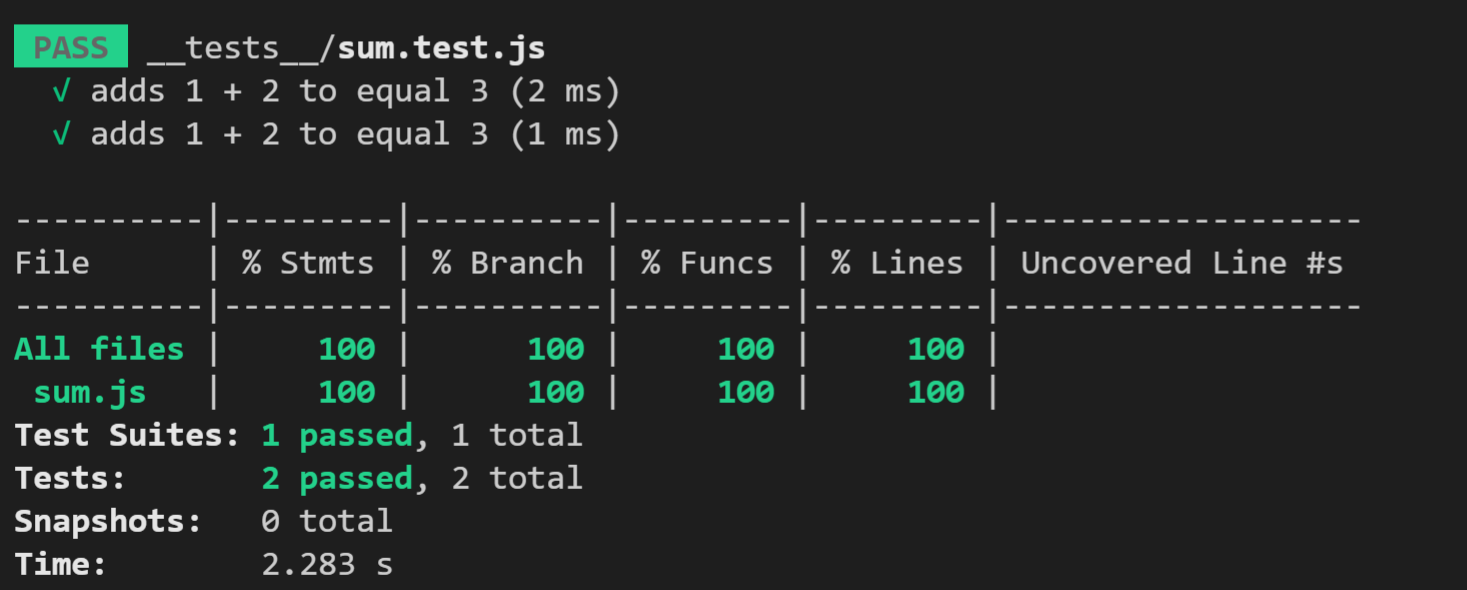 PASS __tests__/sum.test.js
√ adds 1 + 2 to equal 3 (2 ms)
√ adds 1 + 2 to equal 3 (1 ms)
----------|---------|----------|---------|---------|-------------------
File      | % Stmts | % Branch | % Funcs | % Lines | Uncovered Line #s
----------|---------|----------|---------|---------|-------------------
All files |     100 |      100 |     100 |     100 |
 sum.js   |     100 |      100 |     100 |     100 |
Test Suites: 1 passed, 1 total
Tests:       2 passed, 2 total
Snapshots:   0 total
Time:        2.283 s